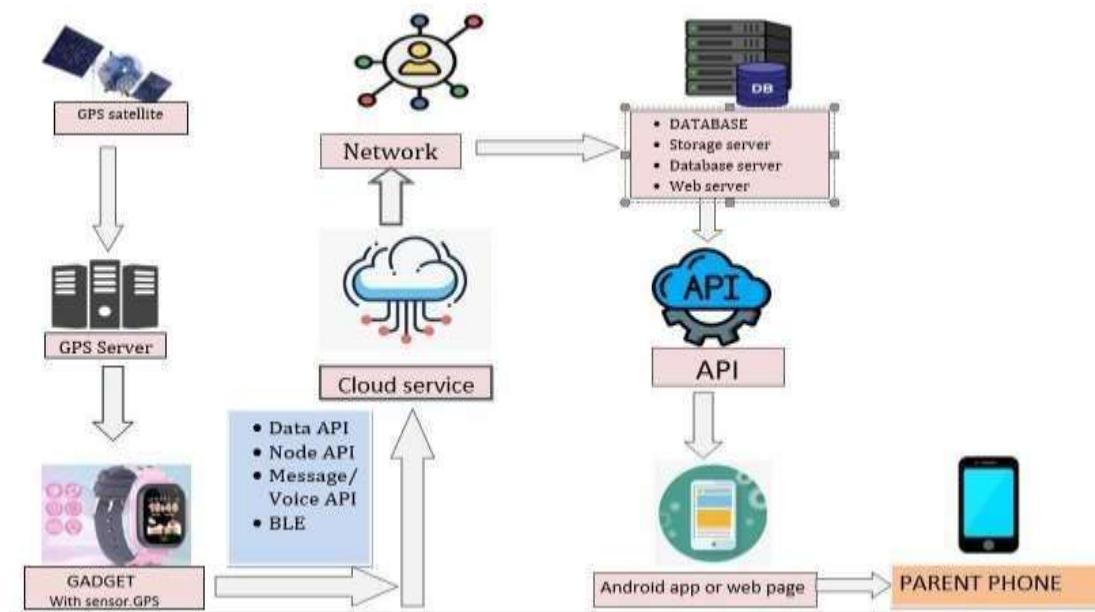 GPS satellite
GPS Server
GADGET
With sensor.GPS
• Data API
• Node API
• Message/
Voice API
• BLE
Cloud service
Network
DB
• DATABASE
• Storage server
• Database server
• Web server
API
API
Android app or web page
PARENT PHONE